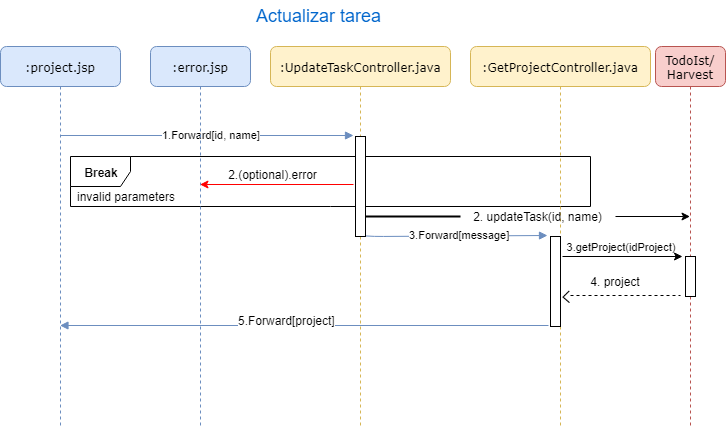 Actualizar tarea
:project.jsp
:error.jsp
:UpdateTaskController.java
:GetProjectController.java
TodoIst/
Harvest
1.Forward[id, name]
Break
2.(optional).error
invalid parameters
2. updateTask(id, name)
3.Forward[message]
3.getProject(idProject)
4. project
5.Forward[project]